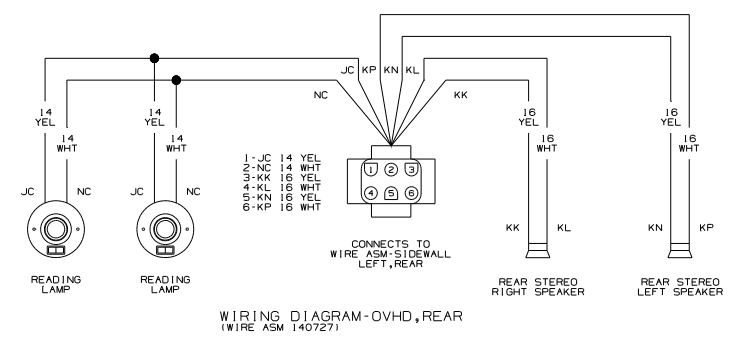 JC KP KN KL
NC KK
14 YEL
14 WHT
14 YEL
14 WHT
16 YEL
16 WHT
16 YEL
16 WHT
1-JC 14 YEL
2-NC 14 WHT
3-KK 16 YEL
4-KL 16 WHT
5-KN 16 YEL
6-KP 16 WHT
1 2 3
4 5 6
JC NC JC NC
KK KL KN KP
CONNECTS TO
WIRE ASM-SIDEWALL
LEFT,REAR
READING
LAMP
READING
LAMP
REAR STEREO
RIGHT SPEAKER
REAR STEREO
LEFT SPEAKER
WIRING DIAGRAM-OVHD,REAR
(WIRE ASM 140727)